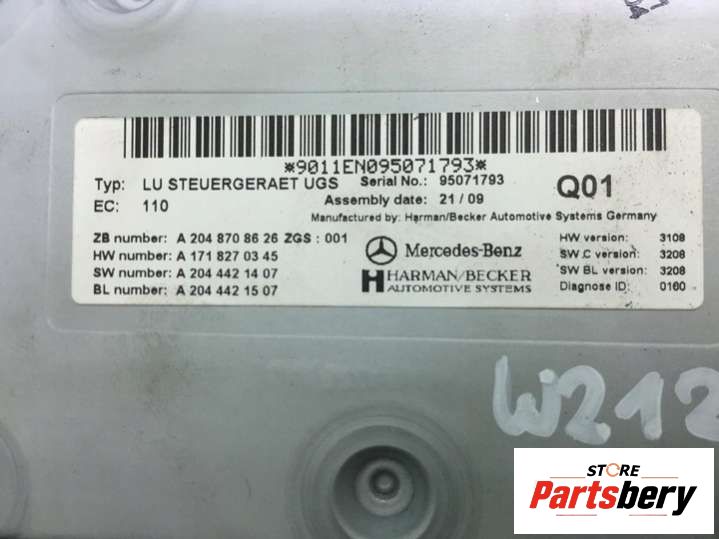 *9011EN095071793*
Typ: LU STEUERGERAET UGS Serial No.: 95071793 Q01
EC: 110 Assembly date: 21 / 09
Manufactured by: Harman/Becker Automotive Systems Germany
ZB number: A 204 870 86 26 ZGS : 001
HW number: A 171 827 03 45
SW number: A 204 442 14 07
BL number: A 204 442 15 07
Mercedes-Benz
HARMAN/BECKER
AUTOMOTIVE SYSTEMS
HW version: 3108
SW C version: 3208
SW BL version: 3208
Diagnose ID: 0160
W212
STORE
Partsbery